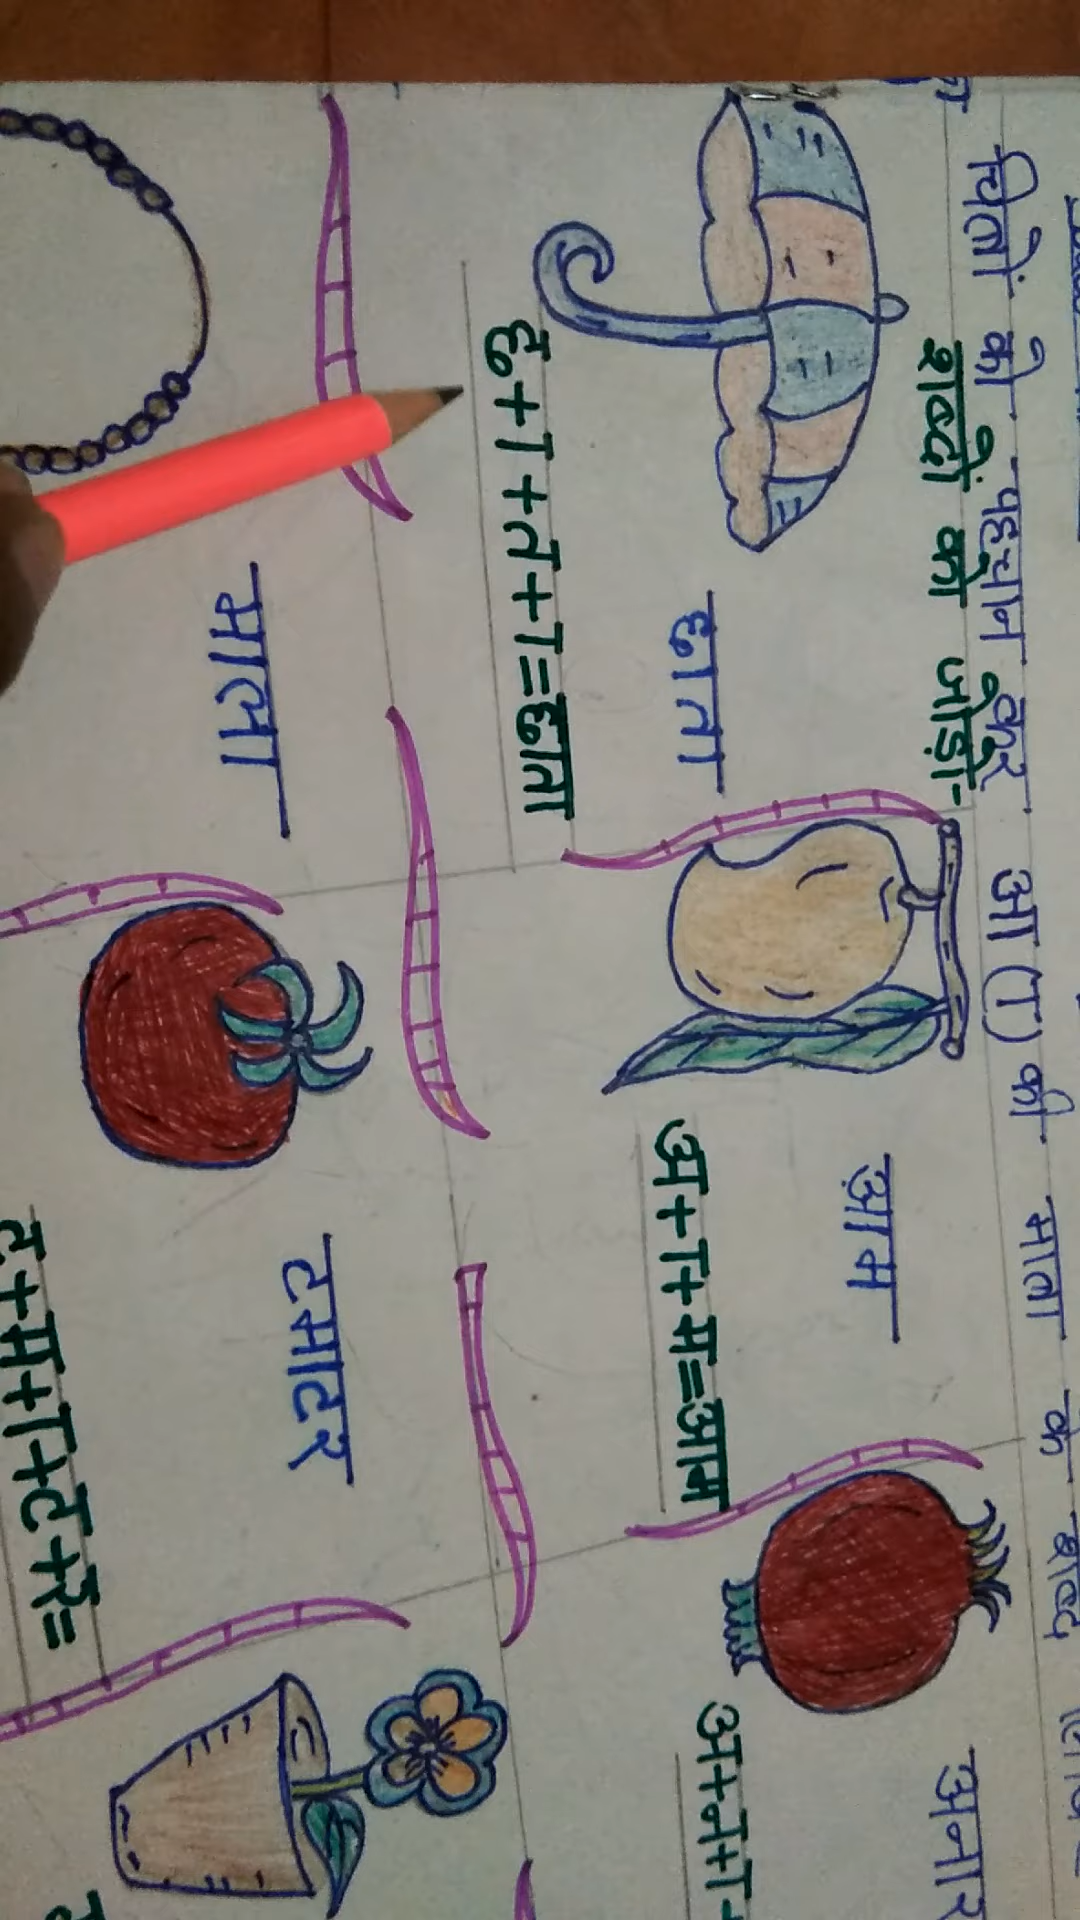 चित्रों को पहचान कर आ (ा) की मात्रा के शब्द
शब्दों को जोड़ो-
छाता
छ+ा+त+ा=छाता
आम
अ+ा+म=आम
अनार
अ+न+ा
माला
टमाटर
ट+म+ा+ट+र=